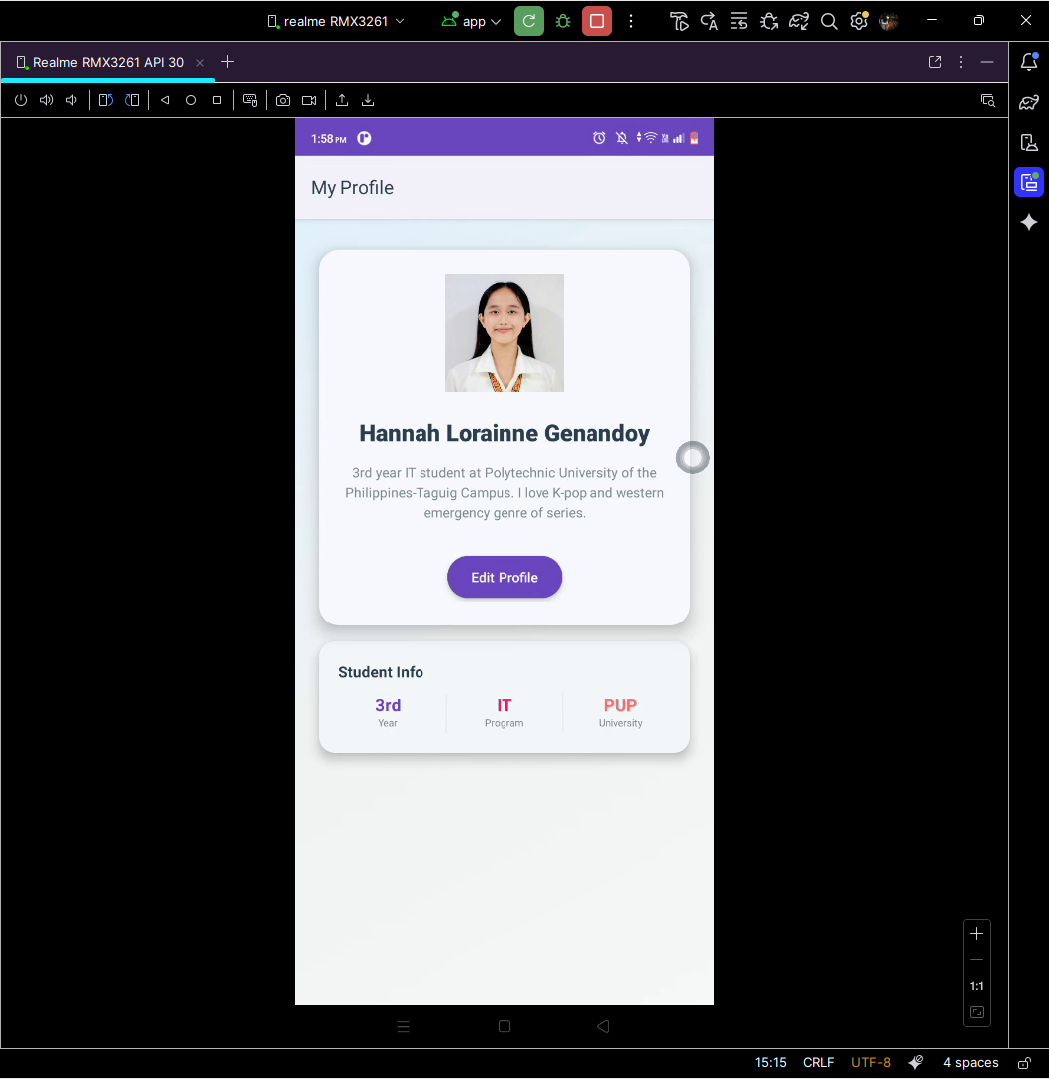 realme RMX3261
app
Realme RMX3261 API 30
1:58 PM
My Profile
Hannah Lorainne Genandoy
3rd year IT student at Polytechnic University of the
Philippines-Taguig Campus. I love K-pop and western
emergency genre of series.
Edit Profile
Student Info
3rd IT PUP
Year Program University
1:1
15:15 CRLF UTF-8 4 spaces